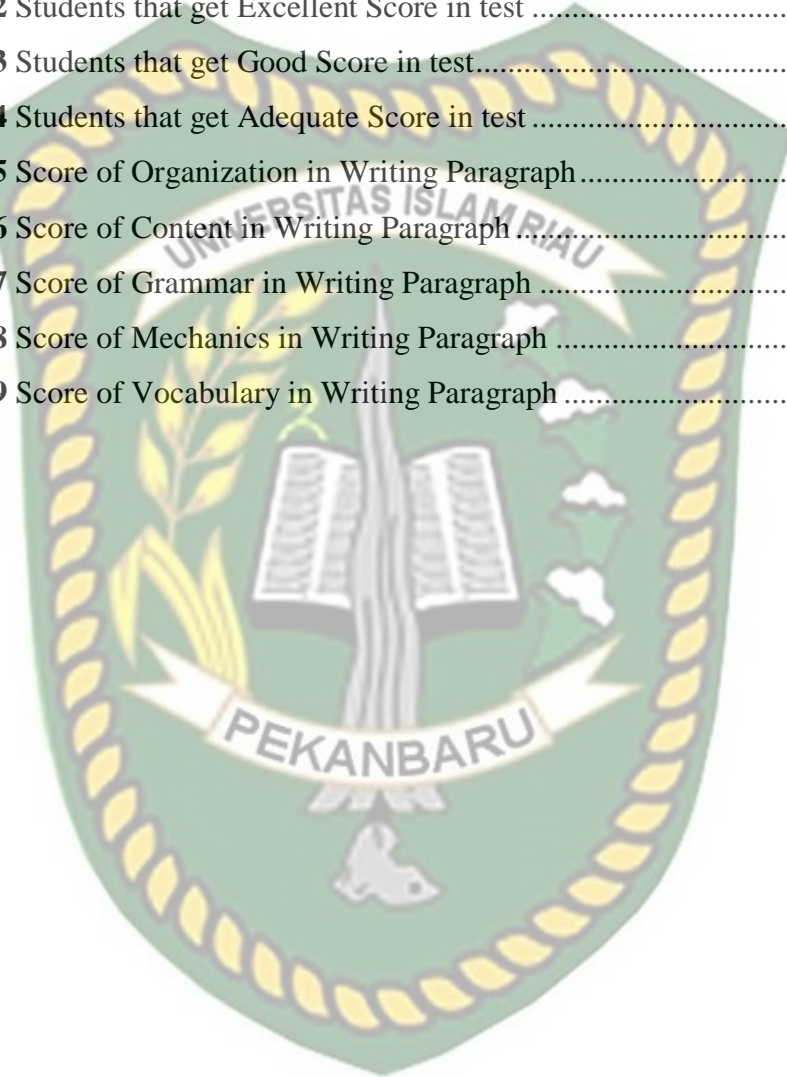 2 Students that get Excellent Score in test ................................
3 Students that get Good Score in test.......................................
4 Students that get Adequate Score in test ................................
5 Score of Organization in Writing Paragraph..........................
6 Score of Content in Writing Paragraph ..................................
7 Score of Grammar in Writing Paragraph ...............................
8 Score of Mechanics in Writing Paragraph .............................
9 Score of Vocabulary in Writing Paragraph ............................
UNIVERSITAS ISLAM RIAU
PEKANBARU